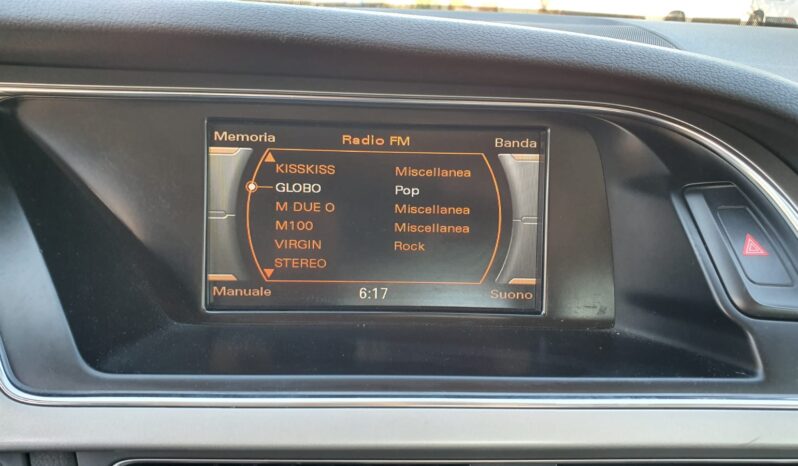 Memoria Radio FM Banda
KISSKISS Miscellanea
GLOBO Pop
M DUE O Miscellanea
M100 Miscellanea
VIRGIN Rock
STEREO
Manuale 6:17 Suono